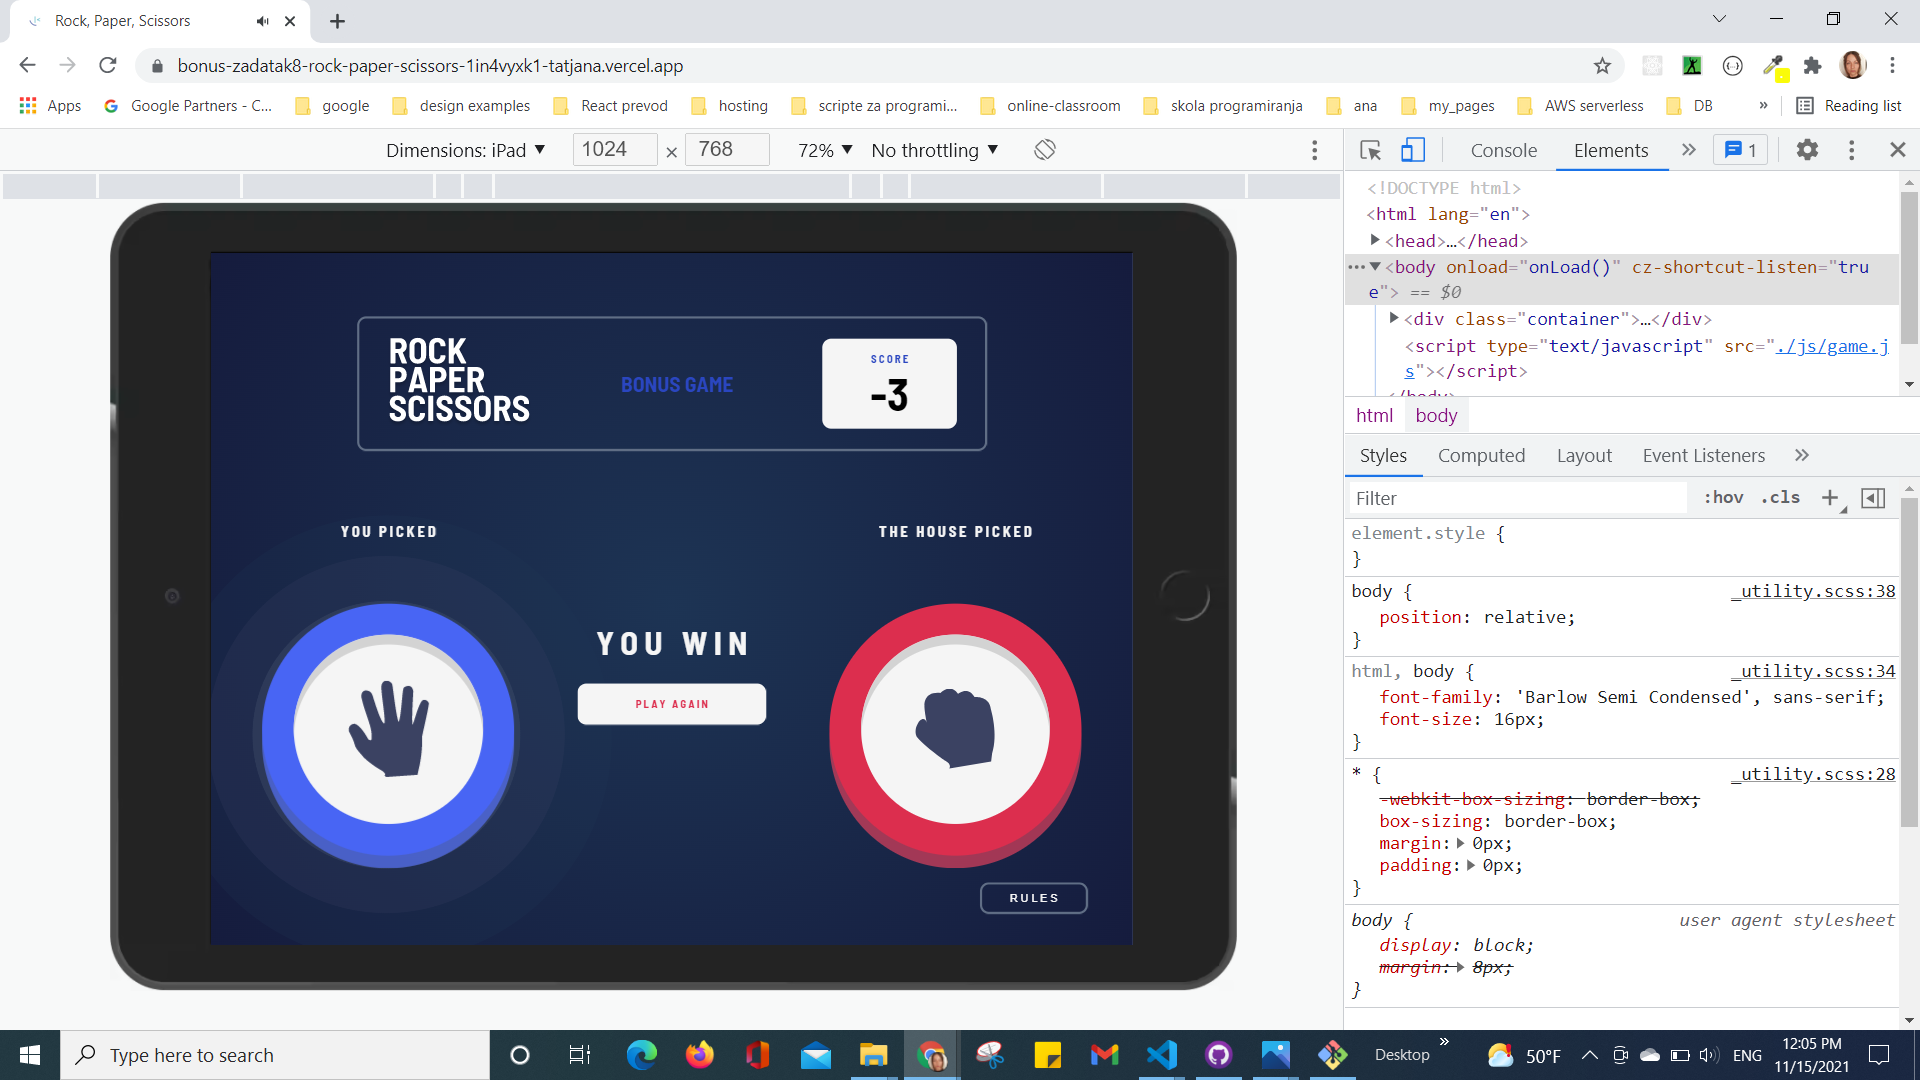 Rock, Paper, Scissors
bonus-zadatak8-rock-paper-scissors-1in4vyxk1-tatjana.vercel.app
Apps
Google Partners - C...
google
design examples
React prevod
hosting
scripte za programi...
online-classroom
skola programiranja
ana
my_pages
AWS serverless
DB
»
Reading list
Dimensions: iPad ▼ 1024 × 768 72% ▼ No throttling ▼
Console Elements » 1
ROCK
PAPER
SCISSORS
BONUS GAME
SCORE
-3
YOU PICKED
THE HOUSE PICKED
YOU WIN
PLAY AGAIN
RULES
<!DOCTYPE html>
<html lang="en">
<head>…</head>
<body onload="onLoad()" cz-shortcut-listen="tru
e"> == $0
<div class="container">…</div>
<script type="text/javascript" src="./js/game.j
s"></script>
</body>
html body
Styles Computed Layout Event Listeners »
Filter :hov .cls +
element.style {
}
body { _utility.scss:38
position: relative;
}
html, body { _utility.scss:34
font-family: 'Barlow Semi Condensed', sans-serif;
font-size: 16px;
}
* { _utility.scss:28
-webkit-box-sizing: border-box;
box-sizing: border-box;
margin: 0px;
padding: 0px;
}
body { user agent stylesheet
display: block;
margin: 8px;
}
Type here to search
Desktop »
50°F
ENG
12:05 PM
11/15/2021